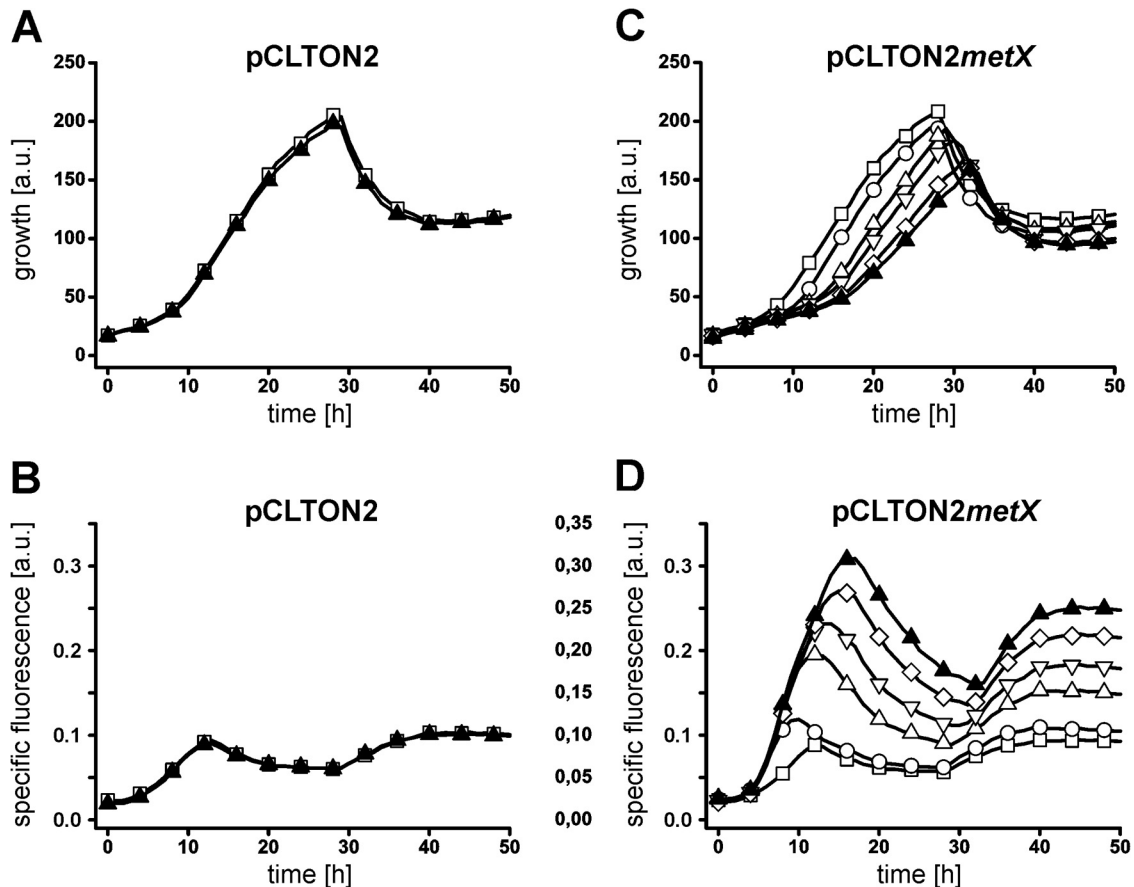 A
pCLTON2
growth [a.u.]
250
200
150
100
50
0
0 10 20 30 40 50
time [h]
C
pCLTON2metX
growth [a.u.]
250
200
150
100
50
0
0 10 20 30 40 50
time [h]
B
pCLTON2
specific fluorescence [a.u.]
0.3
0.2
0.1
0.0
0 10 20 30 40 50
time [h]
0,35
0,30
0,25
0,20
0,15
0,10
0,05
0,00
D
pCLTON2metX
specific fluorescence [a.u.]
0.3
0.2
0.1
0.0
0 10 20 30 40 50
time [h]